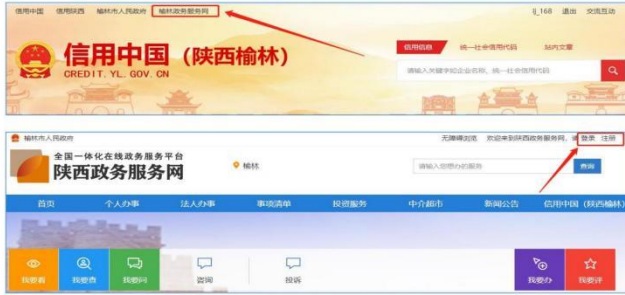 信用中国 信用陕西 榆林市人民政府 榆林政务服务网 lj_168 退出 交流互动
信用中国（陕西榆林）
CREDIT. YL. GOV. CN
信用信息 统一社会信用代码 站内文章
请输入关键字如企业名称、统一社会信用代码
榆林市人民政府 无障碍浏览 欢迎来到陕西政务服务网，请 登录 注册
全国一体化在线政务服务平台
陕西政务服务网 榆林 请输入您想办的服务 查询
首页 个人办事 法人办事 事项清单 投资服务 中介超市 新闻公告 信用中国（陕西榆林）
我要看 我要查 我要问 咨询 投诉 我要办 我要评